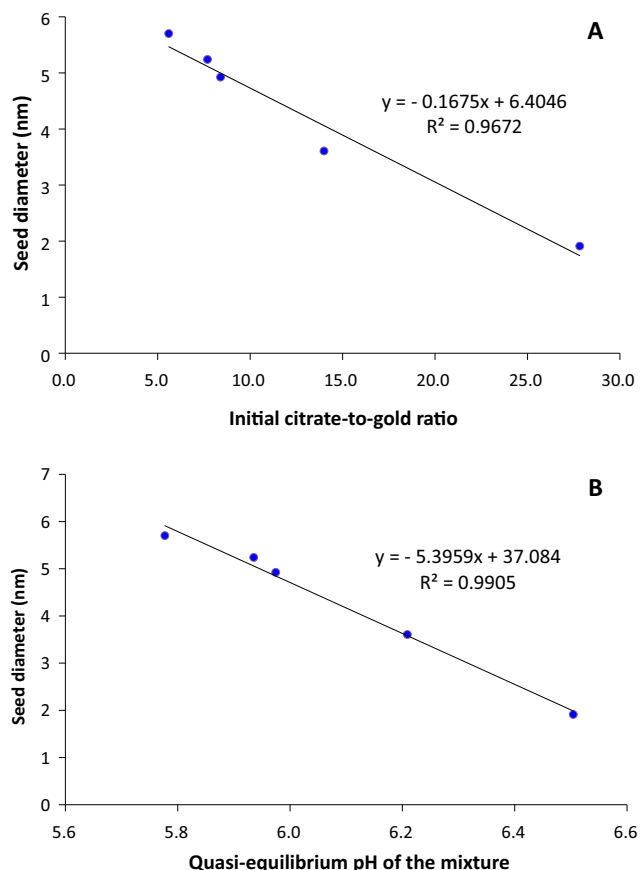 A
6
5
4
3
2
1
0
Seed diameter (nm)
y = - 0.1675x + 6.4046
R² = 0.9672
0.0 5.0 10.0 15.0 20.0 25.0 30.0
Initial citrate-to-gold ratio
B
7
6
5
4
3
2
1
0
Seed diameter (nm)
y = - 5.3959x + 37.084
R² = 0.9905
5.6 5.8 6.0 6.2 6.4 6.6
Quasi-equilibrium pH of the mixture